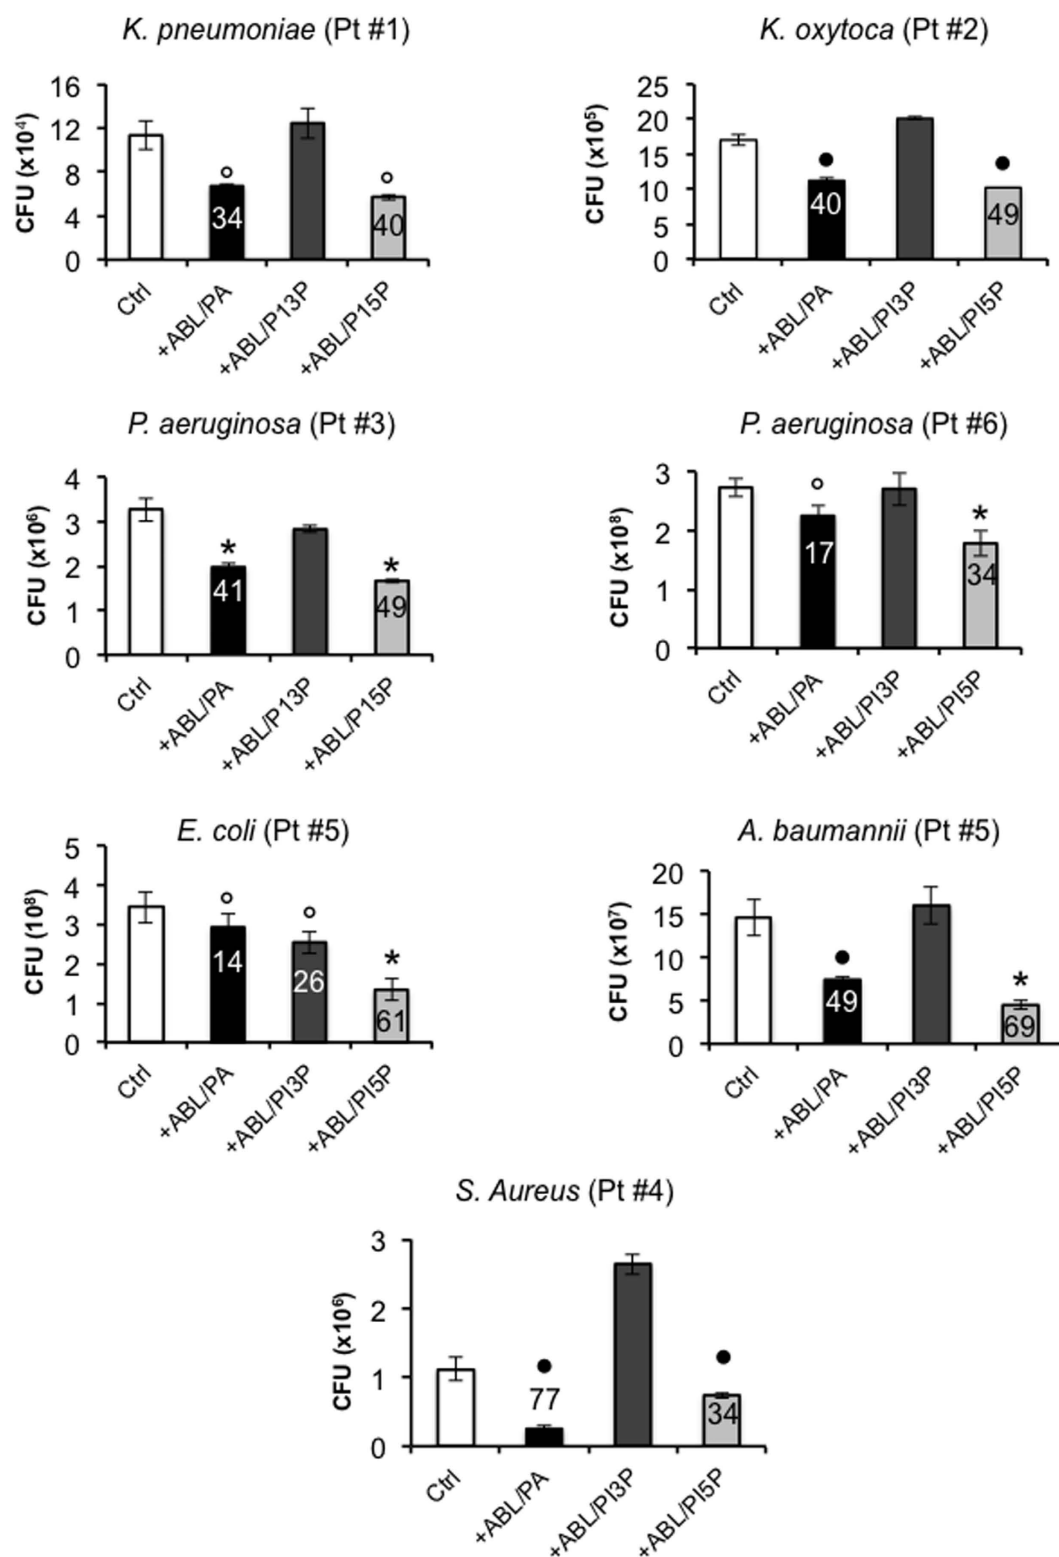 K. pneumoniae (Pt #1)
CFU (x10⁴)
16
12
8
4
0
34
40
Ctrl
+ABL/PA
+ABL/P13P
+ABL/P15P
K. oxytoca (Pt #2)
CFU (x10⁵)
25
20
15
10
5
0
40
49
Ctrl
+ABL/PA
+ABL/PI3P
+ABL/PI5P
P. aeruginosa (Pt #3)
CFU (x10⁶)
4
3
2
1
0
*
41
*
49
Ctrl
+ABL/PA
+ABL/P13P
+ABL/P15P
P. aeruginosa (Pt #6)
CFU (x10⁸)
3
2
1
0
17
*
34
Ctrl
+ABL/PA
+ABL/PI3P
+ABL/PI5P
E. coli (Pt #5)
CFU (10⁸)
5
4
3
2
1
0
14
26
*
61
Ctrl
+ABL/PA
+ABL/PI3P
+ABL/PI5P
A. baumannii (Pt #5)
CFU (x10⁷)
20
15
10
5
0
49
*
69
Ctrl
+ABL/PA
+ABL/PI3P
+ABL/PI5P
S. Aureus (Pt #4)
CFU (x10⁶)
3
2
1
0
77
34
Ctrl
+ABL/PA
+ABL/PI3P
+ABL/PI5P